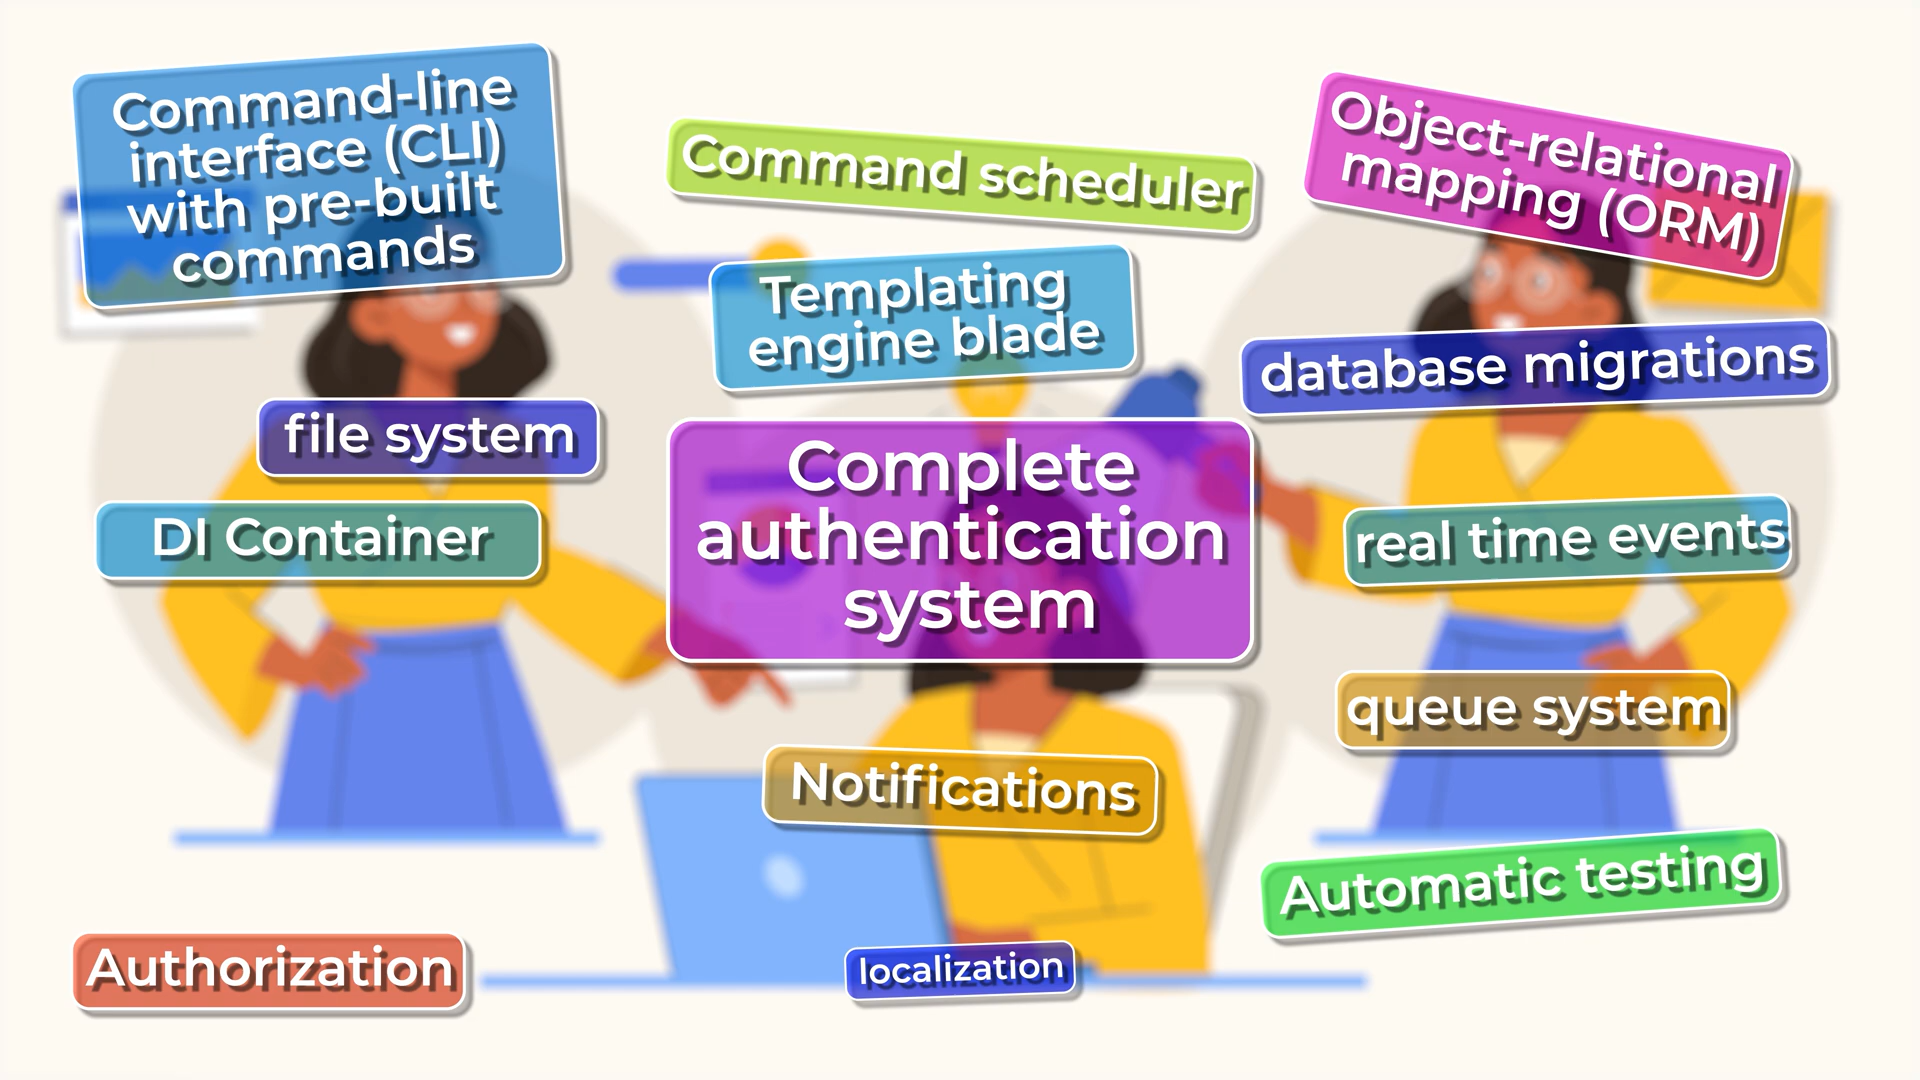 Command-line
interface (CLI)
with pre-built
commands
Command scheduler
Object-relational
mapping (ORM)
Templating
engine blade
database migrations
file system
Complete
authentication
system
DI Container
real time events
queue system
Notifications
Automatic testing
Authorization
localization